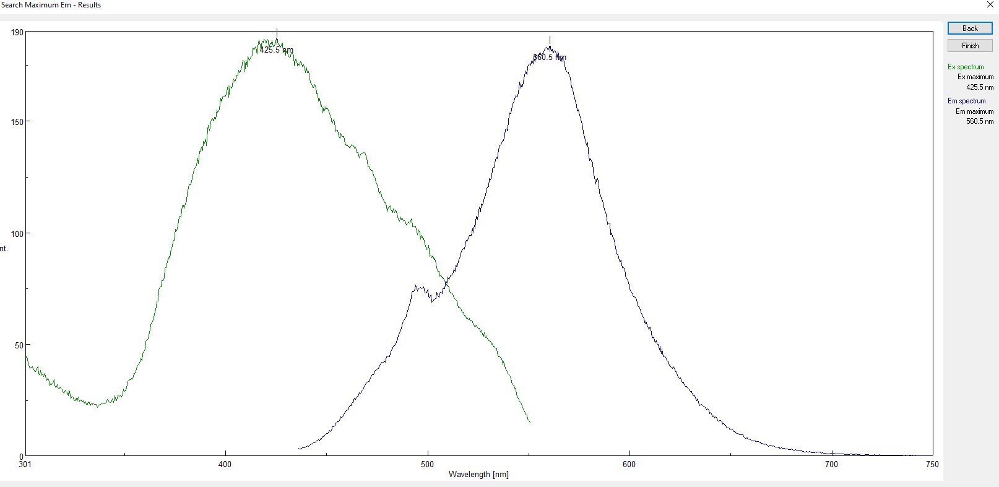 Search Maximum Em - Results
Back
Finish
Ex spectrum
Ex maximum
425.5 nm
Em spectrum
Em maximum
560.5 nm
190
150
100
50
0
nt.
425.5 nm
560.5 nm
301
400
500
600
700
750
Wavelength [nm]